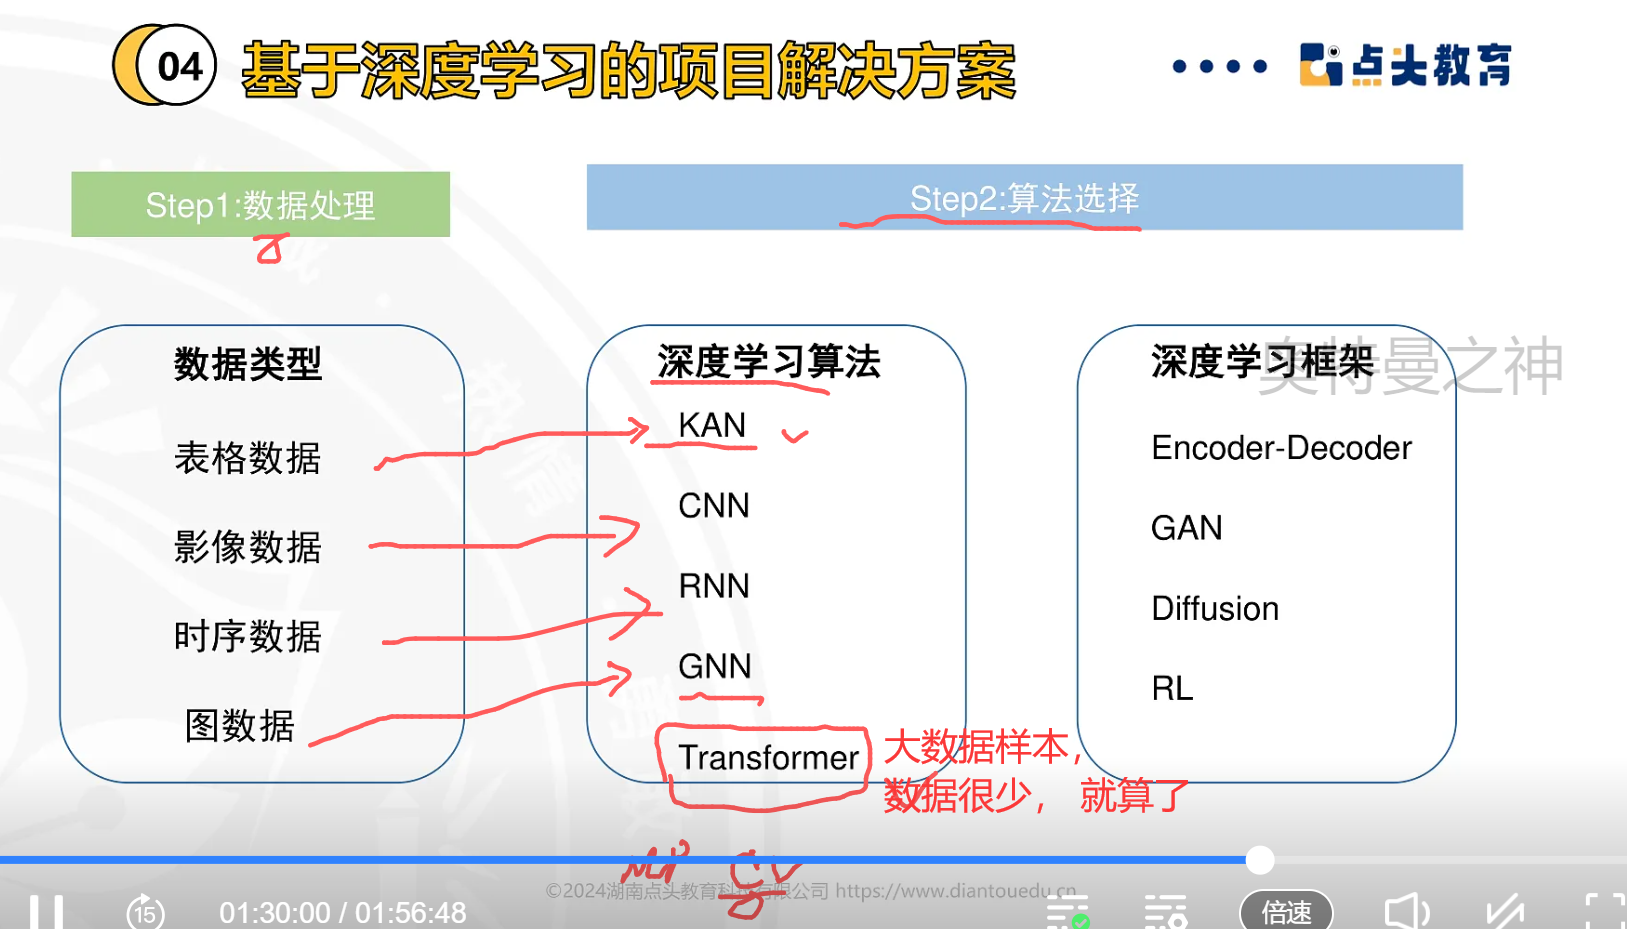 04
基于深度学习的项目解决方案
点头教育
Step1:数据处理
Step2:算法选择
数据类型
表格数据
影像数据
时序数据
图数据
深度学习算法
KAN
CNN
RNN
GNN
Transformer
大数据样本，
数据很少， 就算了
深度学习框架
奥特曼之神
Encoder-Decoder
GAN
Diffusion
RL
CV
©2024湖南点头教育科技有限公司 https://www.diantouedu.cn
15
01:30:00 / 01:56:48
倍速